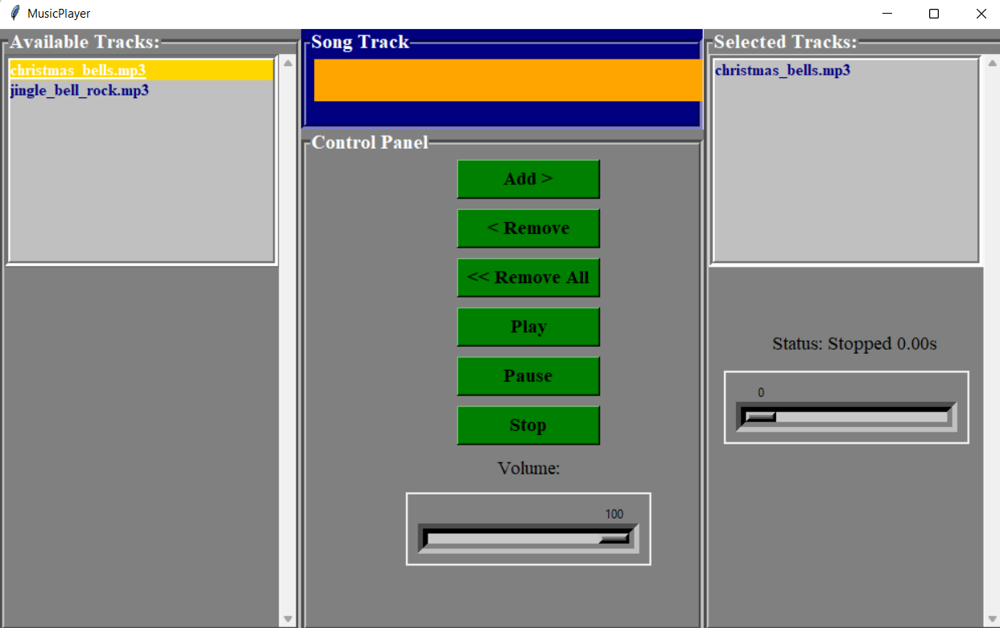 MusicPlayer
Available Tracks:
christmas_bells.mp3
jingle_bell_rock.mp3
Song Track
Control Panel
Add >
< Remove
<< Remove All
Play
Pause
Stop
Volume:
100
Selected Tracks:
christmas_bells.mp3
Status: Stopped 0.00s
0